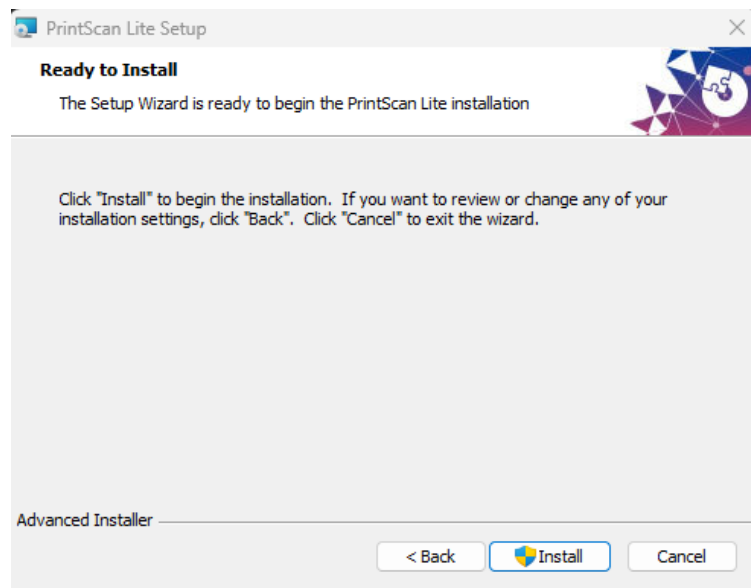 PrintScan Lite Setup
Ready to Install
The Setup Wizard is ready to begin the PrintScan Lite installation
Click "Install" to begin the installation.  If you want to review or change any of your
installation settings, click "Back".  Click "Cancel" to exit the wizard.
Advanced Installer
< Back
Install
Cancel